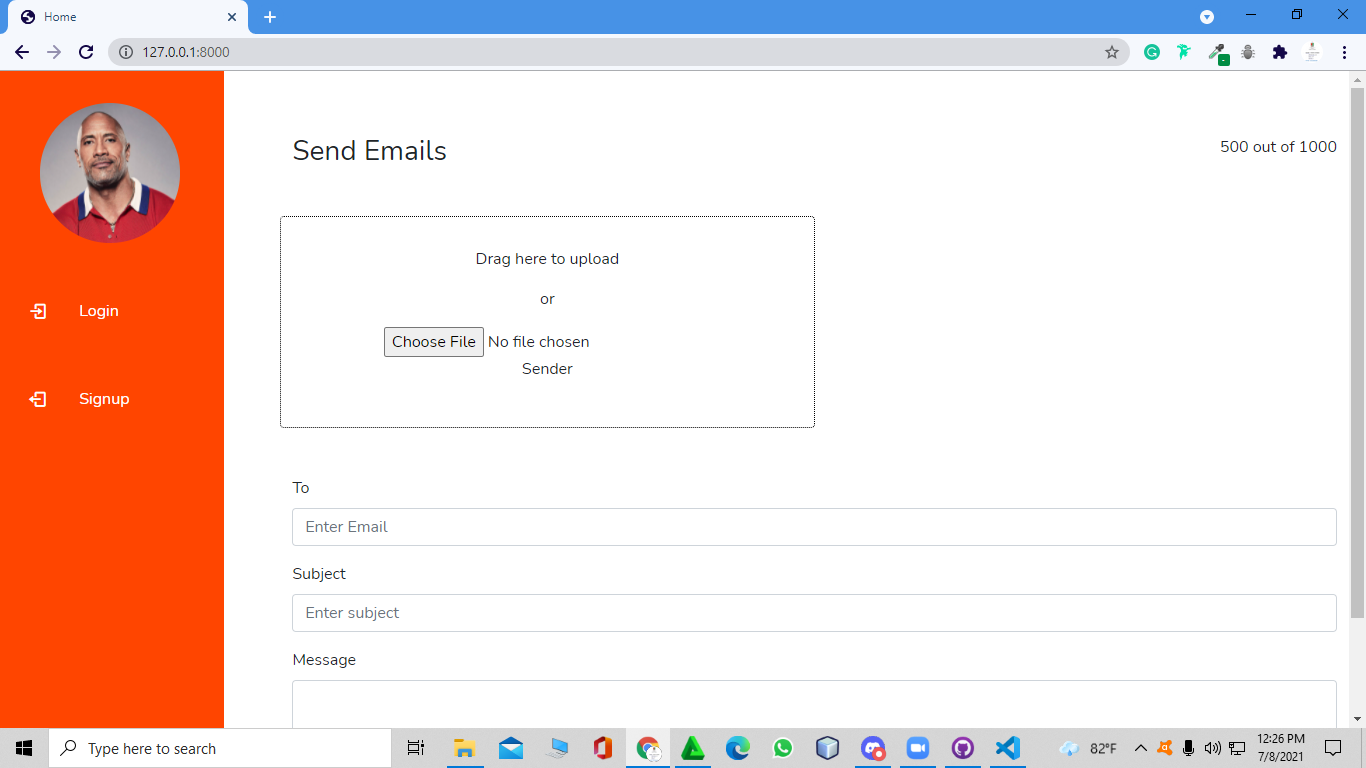 Home
127.0.0.1:8000
Send Emails
500 out of 1000
Drag here to upload
or
Choose File No file chosen
Sender
Login
Signup
To
Enter Email
Subject
Enter subject
Message
Type here to search
82°F
12:26 PM
7/8/2021